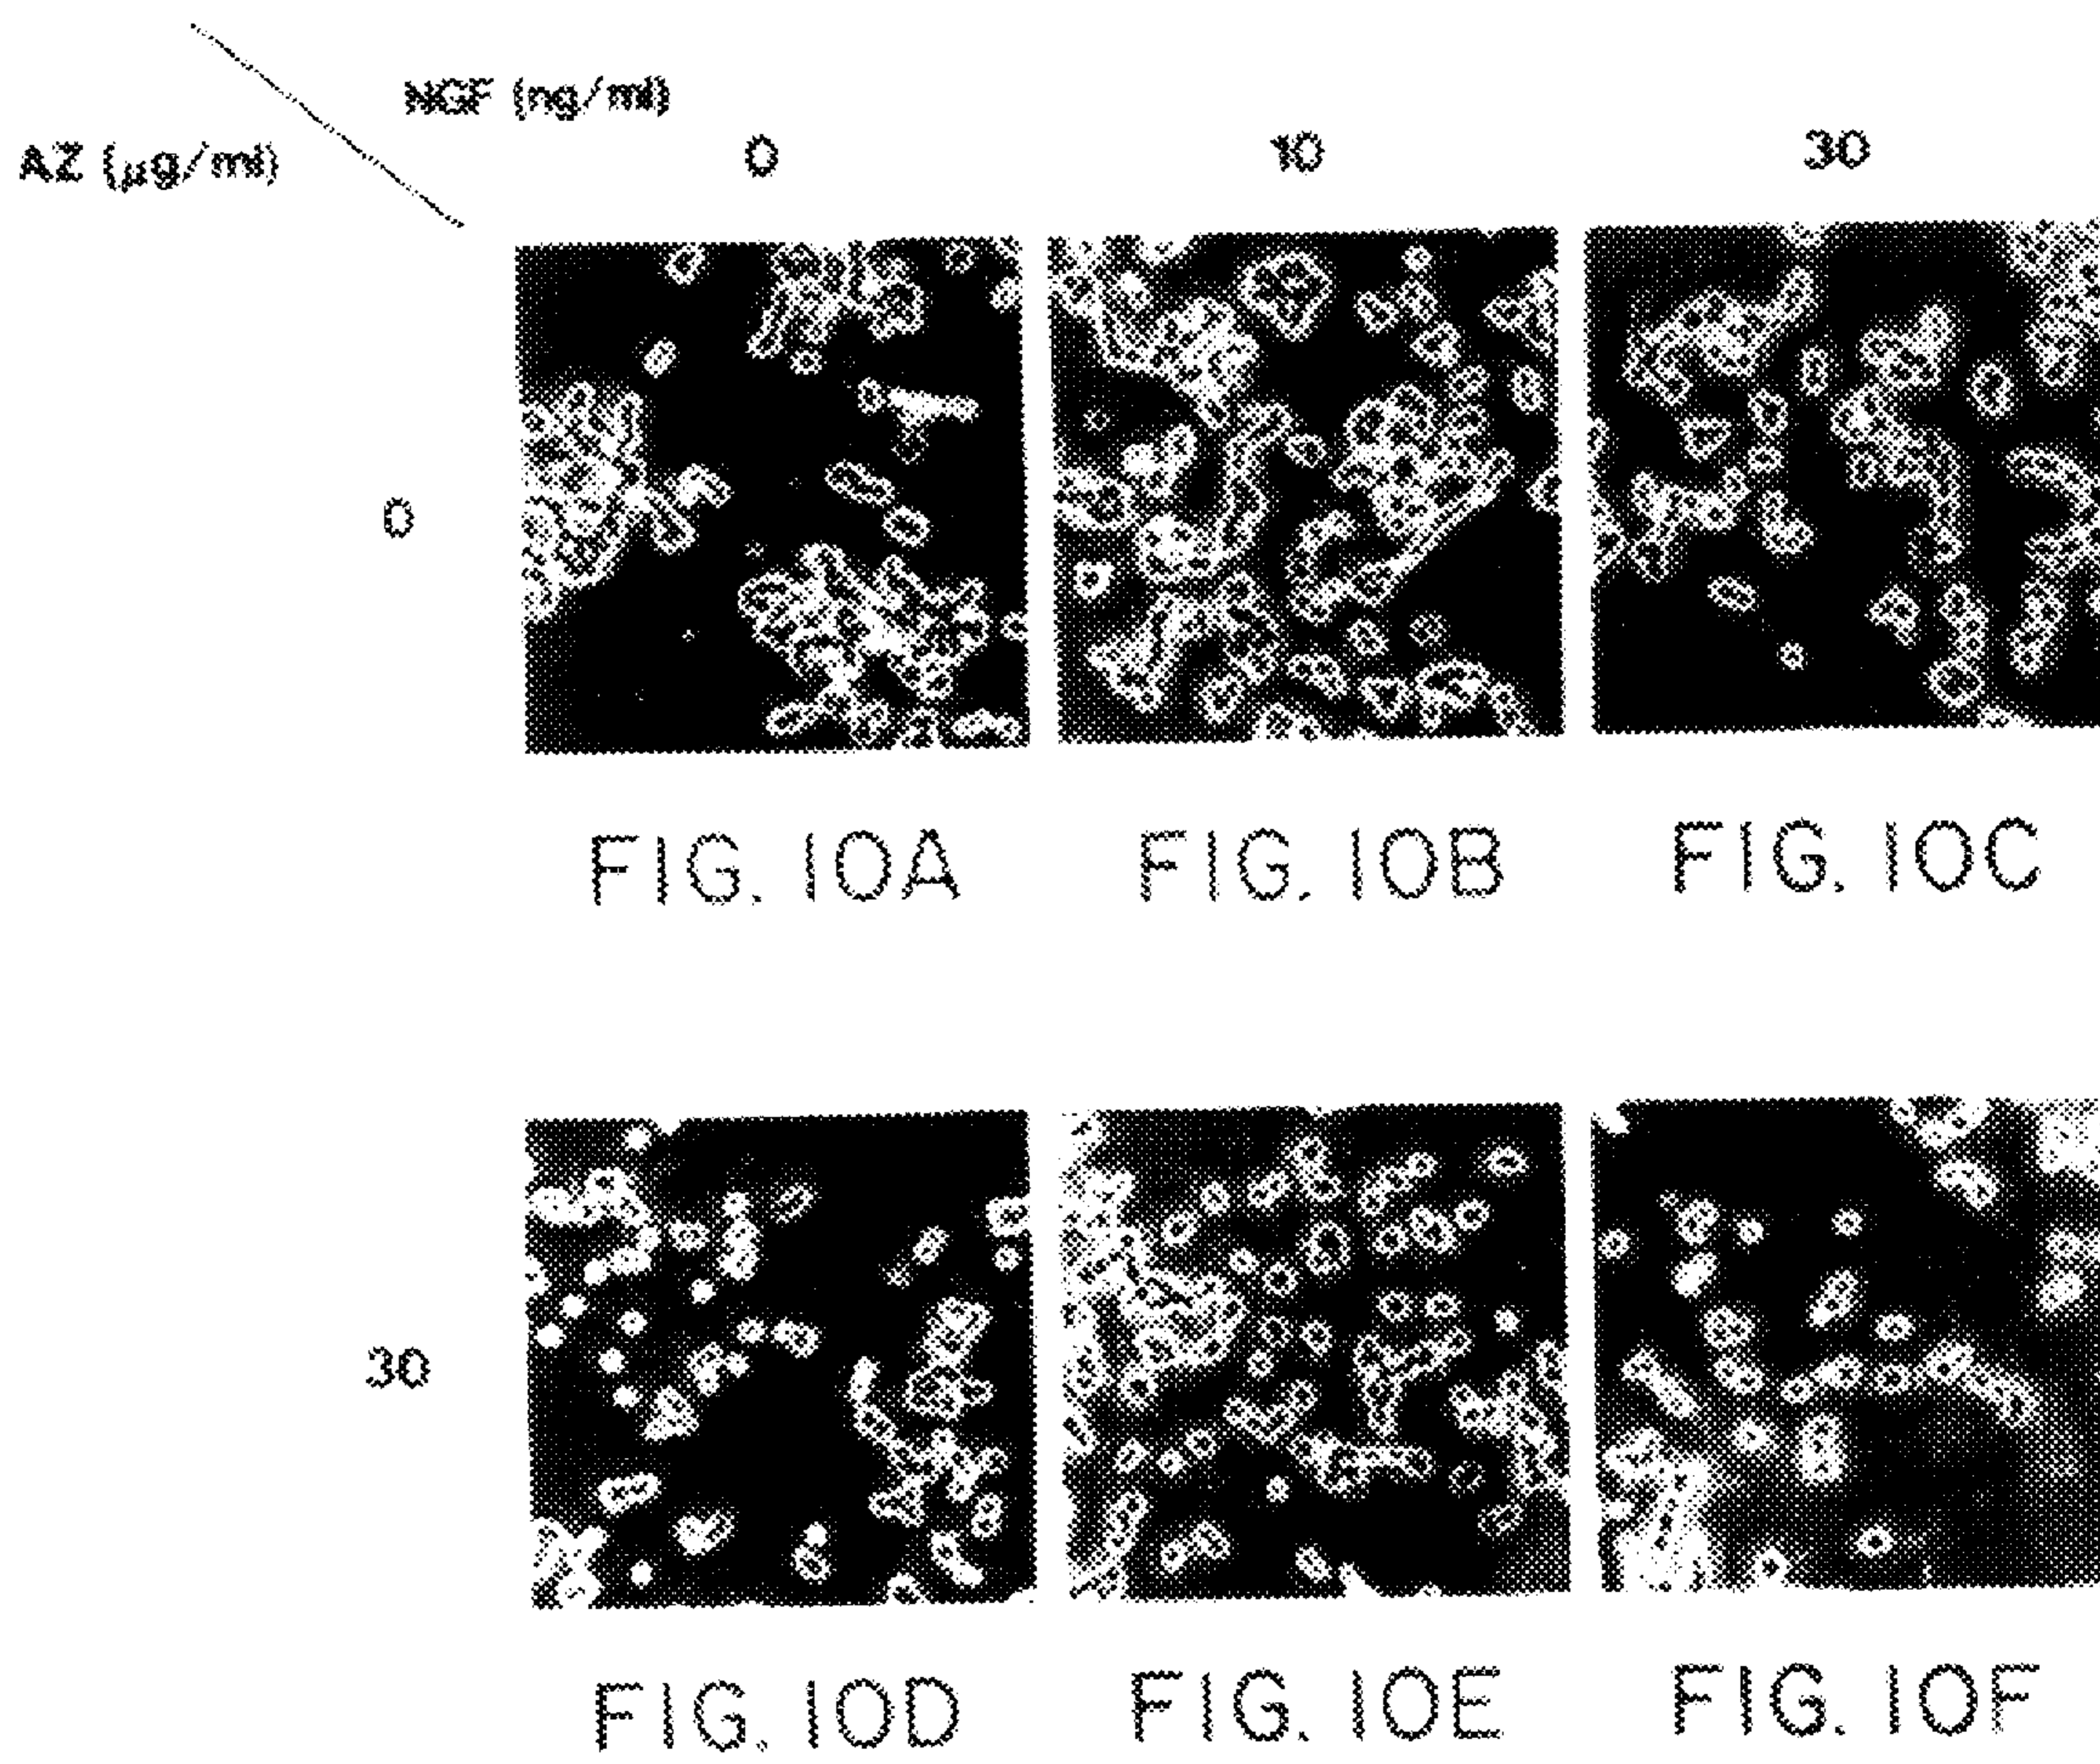 NGF (ng/ml)
AZ (μg/ml)
0 10 30
0
FIG. 10A FIG. 10B FIG. 10C
30
FIG. 10D FIG. 10E FIG. 10F